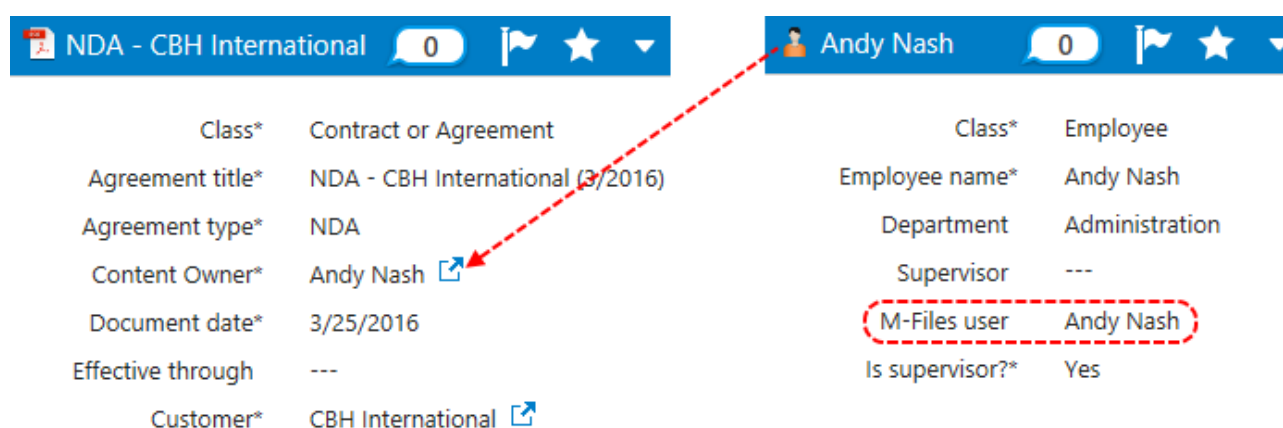 NDA - CBH International 0
Class* Contract or Agreement
Agreement title* NDA - CBH International (3/2016)
Agreement type* NDA
Content Owner* Andy Nash
Document date* 3/25/2016
Effective through ---
Customer* CBH International
Andy Nash 0
Class* Employee
Employee name* Andy Nash
Department Administration
Supervisor ---
M-Files user Andy Nash
Is supervisor?* Yes